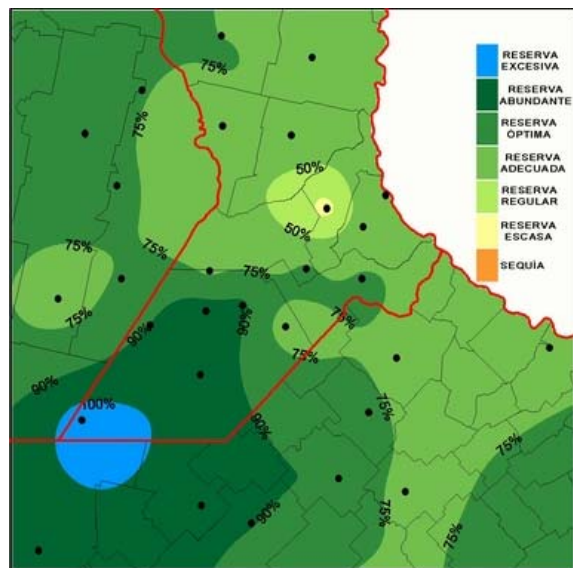 RESERVA
EXCESIVA
RESERVA
ABUNDANTE
RESERVA
ÓPTIMA
RESERVA
ADECUADA
RESERVA
REGULAR
RESERVA
ESCASA
SEQUÌA
75%
75%
50%
50%
75%
75%
75%
75%
75%
75%
90%
90%
90%
100%
90%
75%
75%
75%
75%
90%